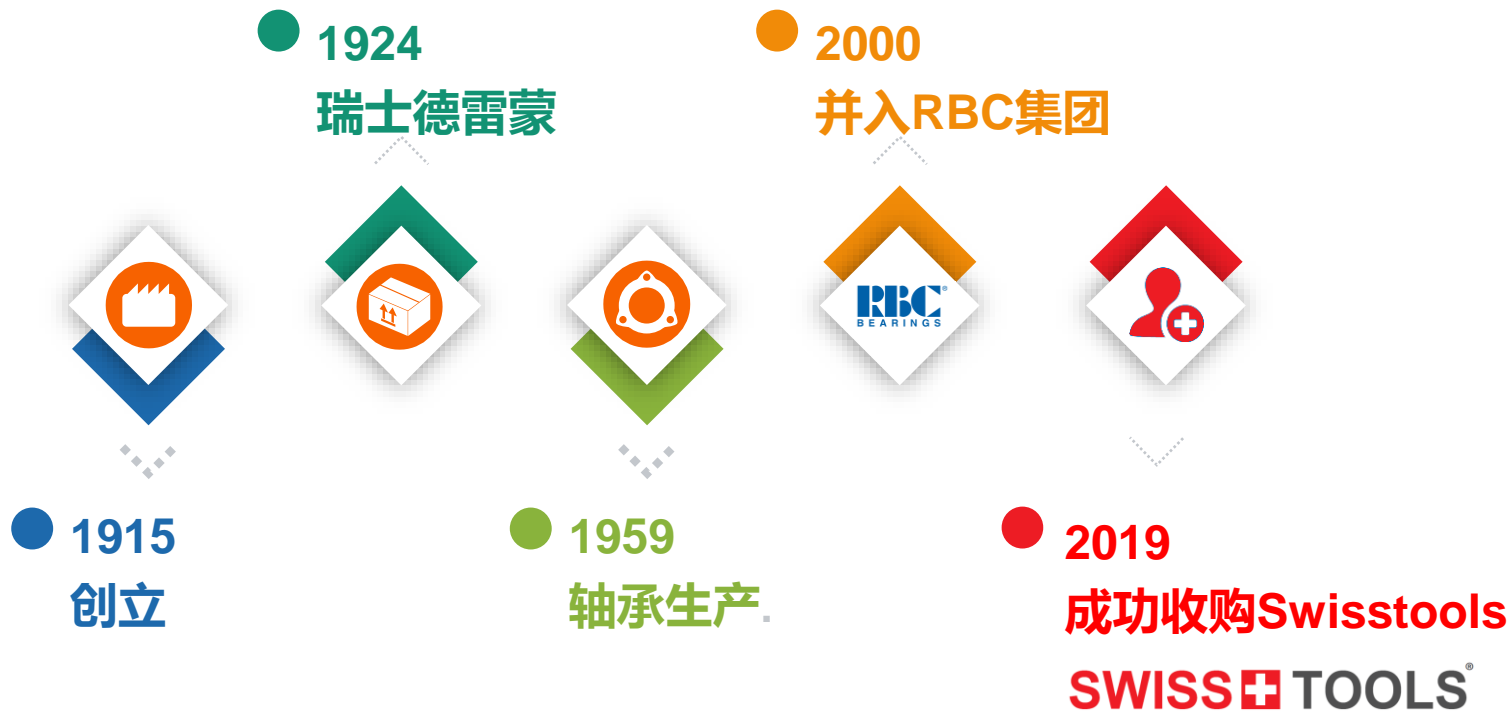 1924
瑞士德雷蒙
2000
并入RBC集团
RBC®
BEARINGS
1915
创立
1959
轴承生产.
2019
成功收购Swisstools
SWISS TOOLS®